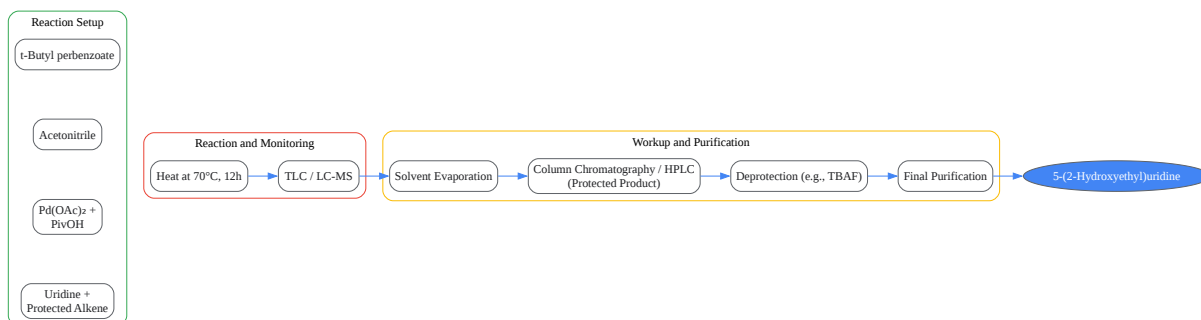 Reaction Setup
t-Butyl perbenzoate
Acetonitrile
Pd(OAc)₂ +
PivOH
Uridine +
Protected Alkene
Reaction and Monitoring
Heat at 70°C, 12h
TLC / LC-MS
Workup and Purification
Solvent Evaporation
Column Chromatography / HPLC
(Protected Product)
Deprotection (e.g., TBAF)
Final Purification
5-(2-Hydroxyethyl)uridine